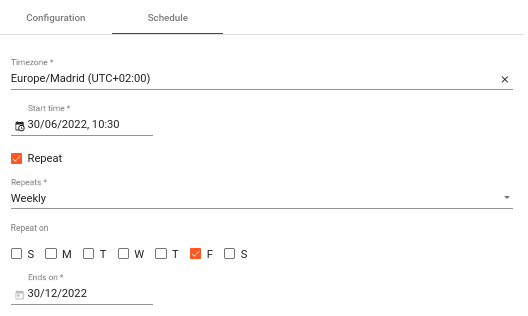 Configuration Schedule
Timezone *
Europe/Madrid (UTC+02:00)
Start time *
30/06/2022, 10:30
Repeat
Repeats *
Weekly
Repeat on
S M T W T F S
Ends on *
30/12/2022